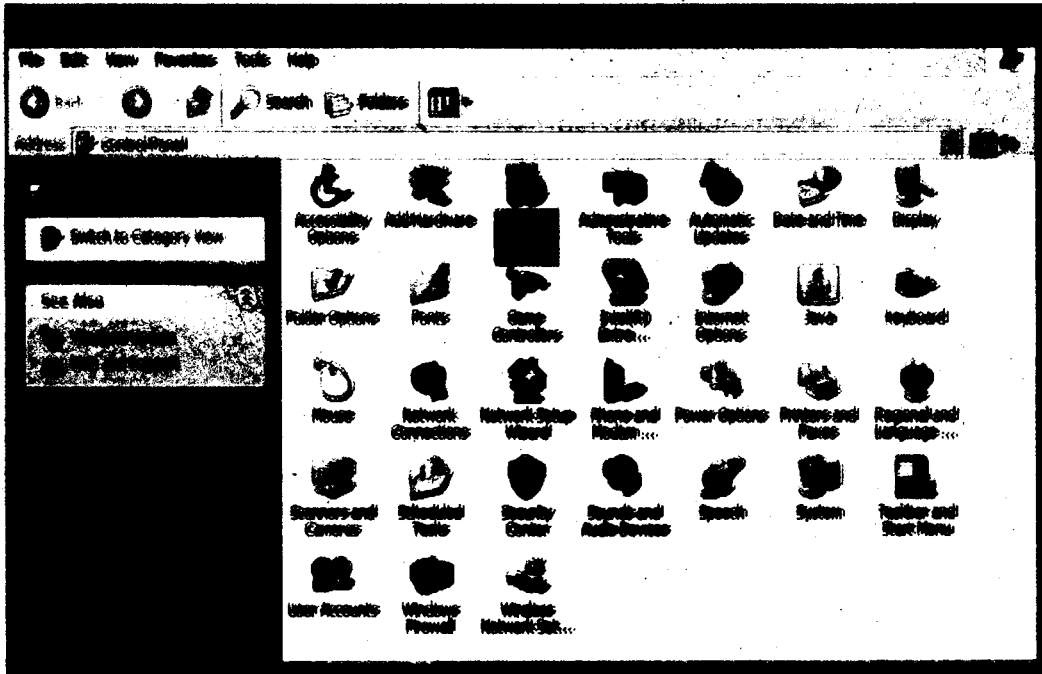 File Edit View Favorites Tools Help
Back Search Folders
Address Control Panel Go
Switch to Category View
See Also
Accessibility Options
Add Hardware
Administrative Tools
Automatic Updates
Date and Time
Display
Folder Options
Fonts
Game Controllers
Intel(R) Extre...
Internet Options
Java
Keyboard
Mouse
Network Connections
Network Setup Wizard
Phone and Modem ...
Power Options
Printers and Faxes
Regional and Language ...
Scanners and Cameras
Scheduled Tasks
Security Center
Sounds and Audio Devices
Speech
System
Taskbar and Start Menu
User Accounts
Windows Firewall
Wireless Network Set...